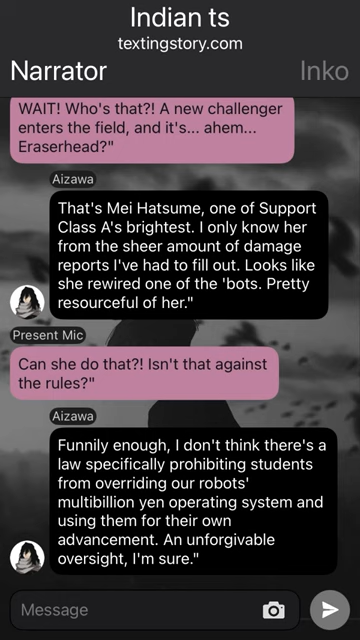 Indian ts
textingstory.com
Narrator
Inko
WAIT! Who's that?! A new challenger
enters the field, and it's... ahem...
Eraserhead?"
Aizawa
That's Mei Hatsume, one of Support
Class A's brightest. I only know her
from the sheer amount of damage
reports I've had to fill out. Looks like
she rewired one of the 'bots. Pretty
resourceful of her."
Present Mic
Can she do that?! Isn't that against
the rules?"
Aizawa
Funnily enough, I don't think there's a
law specifically prohibiting students
from overriding our robots'
multibillion yen operating system and
using them for their own
advancement. An unforgivable
oversight, I'm sure."
Message